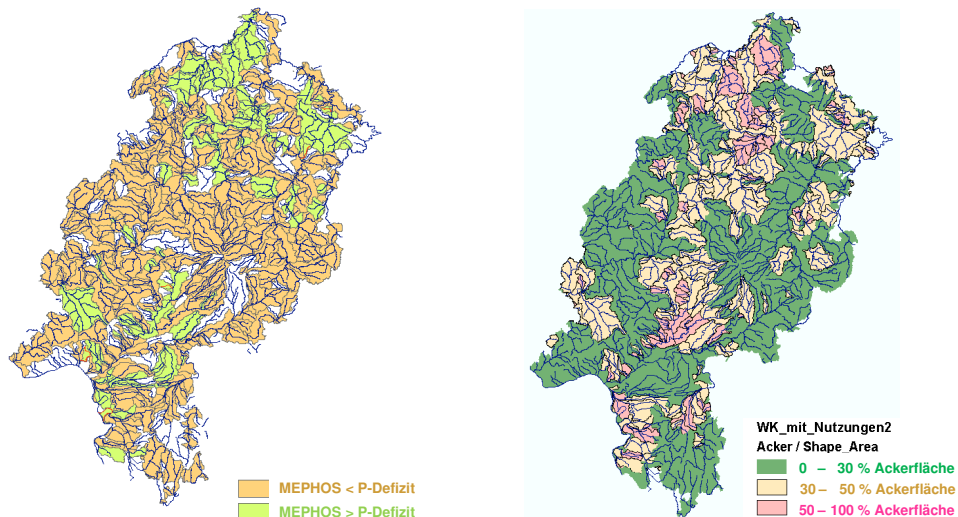 MEPHOS < P-Defizit
MEPHOS > P-Defizit
WK_mit_Nutzungen2
Acker / Shape_Area
0 – 30 % Ackerfläche
30 – 50 % Ackerfläche
50 – 100 % Ackerfläche